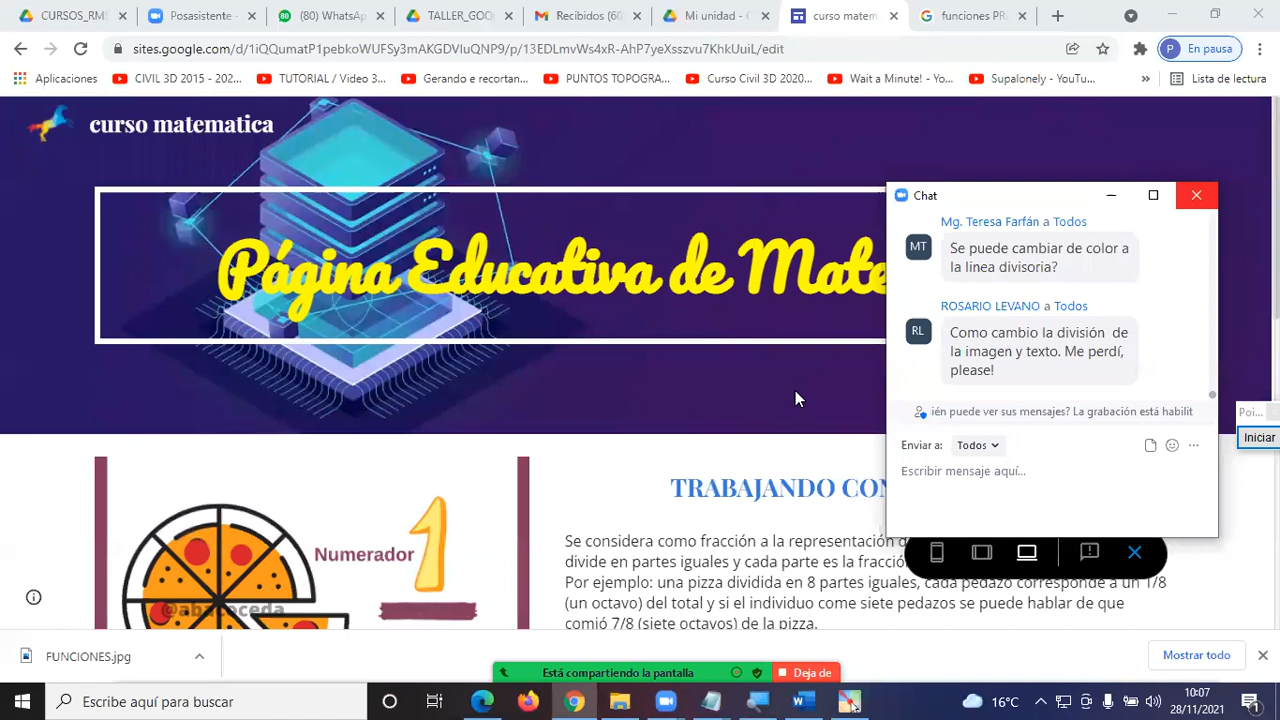 CURSOS_R
Posasistente -
(80) WhatsAp
TALLER_GOO
Recibidos (60
Mi unidad - G
curso matem
funciones PR
sites.google.com/d/1iQQumatP1pebkoWUFSy3mAKGDVluQNP9/p/13EDLmvWs4xR-AhP7yeXsszvu7KhkUuiL/edit
P
En pausa
Aplicaciones
CIVIL 3D 2015 - 202...
TUTORIAL / Video 3...
Gerando e recortan...
PUNTOS TOPOGRA...
Curso Civil 3D 2020...
Wait a Minute! - Yo...
Supalonely - YouTu...
»
Lista de lectura
curso matematica
Página Educativa de Mate
Chat
Mg. Teresa Farfán a Todos
MT
Se puede cambiar de color a
la linea divisoria?
ROSARIO LEVANO a Todos
RL
Como cambio la división de
la imagen y texto. Me perdí,
please!
ién puede ver sus mensajes? La grabación está habilit
Enviar a:
Todos
Escribir mensaje aquí...
Poi...
Iniciar
TRABAJANDO CON
Numerador
1
@abaroceda
Se considera como fracción a la representación d
divide en partes iguales y cada parte es la fracció
Por ejemplo: una pizza dividida en 8 partes iguales, cada pedazo corresponde a un 1/8
(un octavo) del total y si el individuo come siete pedazos se puede hablar de que
comió 7/8 (siete octavos) de la pizza.
FUNCIONES.jpg
Mostrar todo
Está compartiendo la pantalla
Deja de
Escribe aquí para buscar
16°C
10:07
28/11/2021
1